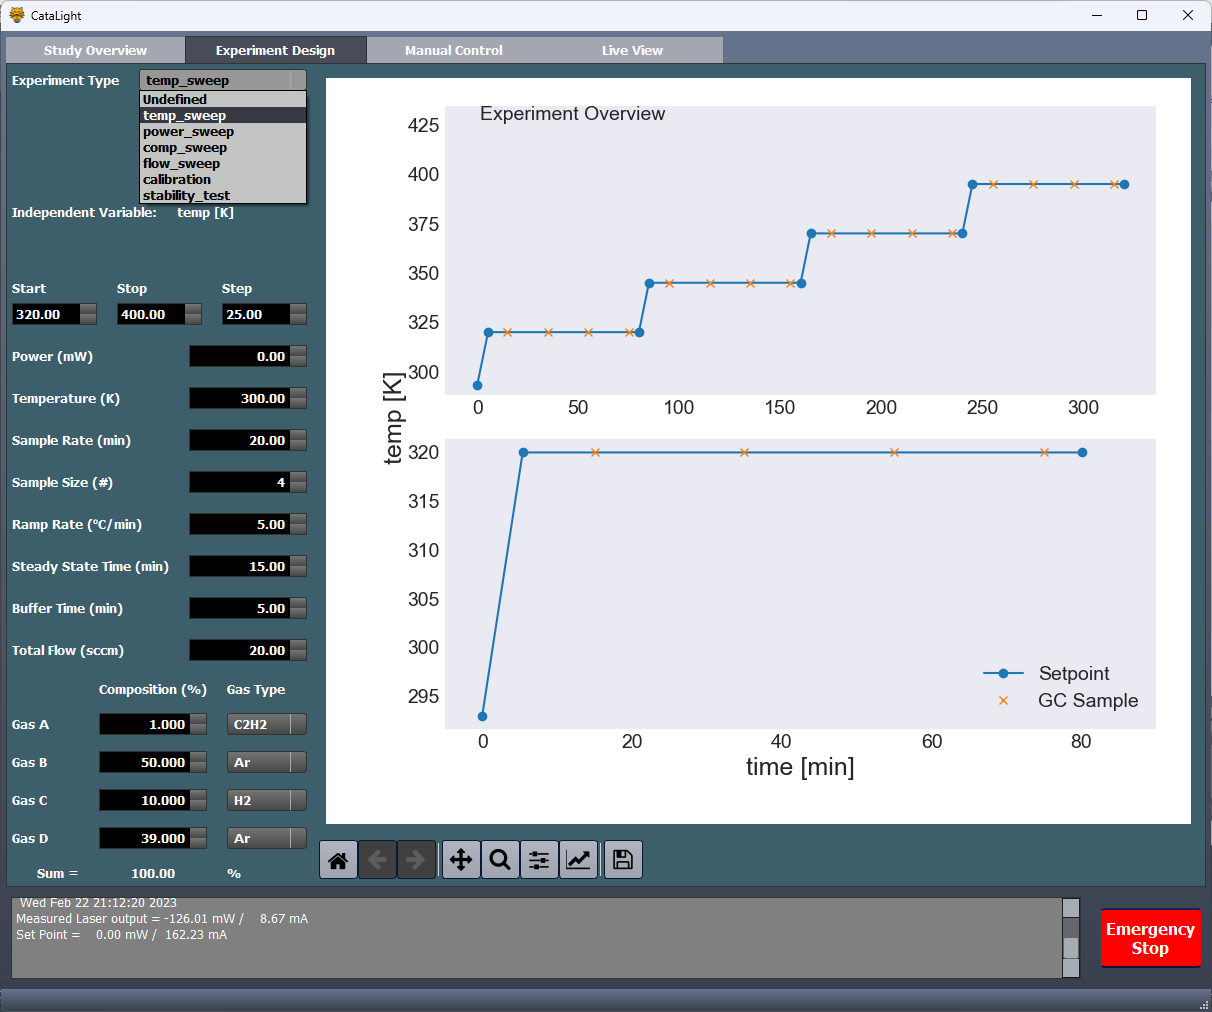 CataLight
Study Overview
Experiment Design
Manual Control
Live View
Experiment Type
temp_sweep
Undefined
temp_sweep
power_sweep
comp_sweep
flow_sweep
calibration
stability_test
Independent Variable: temp [K]
Start Stop Step
320.00 400.00 25.00
Power (mW) 0.00
Temperature (K) 300.00
Sample Rate (min) 20.00
Sample Size (#) 4
Ramp Rate (°C/min) 5.00
Steady State Time (min) 15.00
Buffer Time (min) 5.00
Total Flow (sccm) 20.00
Composition (%) Gas Type
Gas A 1.000 C2H2
Gas B 50.000 Ar
Gas C 10.000 H2
Gas D 39.000 Ar
Sum = 100.00 %
Experiment Overview
425
400
375
350
325
300
0 50 100 150 200 250 300
temp [K]
320
315
310
305
300
295
0 20 40 60 80
time [min]
Setpoint
GC Sample
Wed Feb 22 21:12:20 2023
Measured Laser output = -126.01 mW / 8.67 mA
Set Point = 0.00 mW / 162.23 mA
Emergency
Stop